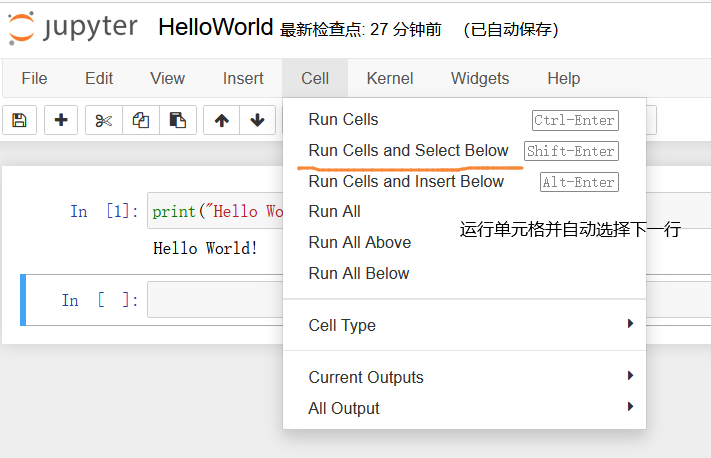 jupyter HelloWorld 最新检查点: 27 分钟前 （已自动保存）
File Edit View Insert Cell Kernel Widgets Help
Run Cells Ctrl-Enter
Run Cells and Select Below Shift-Enter
Run Cells and Insert Below Alt-Enter
Run All
运行单元格并自动选择下一行
Run All Above
Run All Below
Cell Type
Current Outputs
All Output
In [1]: print("Hello Wo
Hello World!
In [ ]: